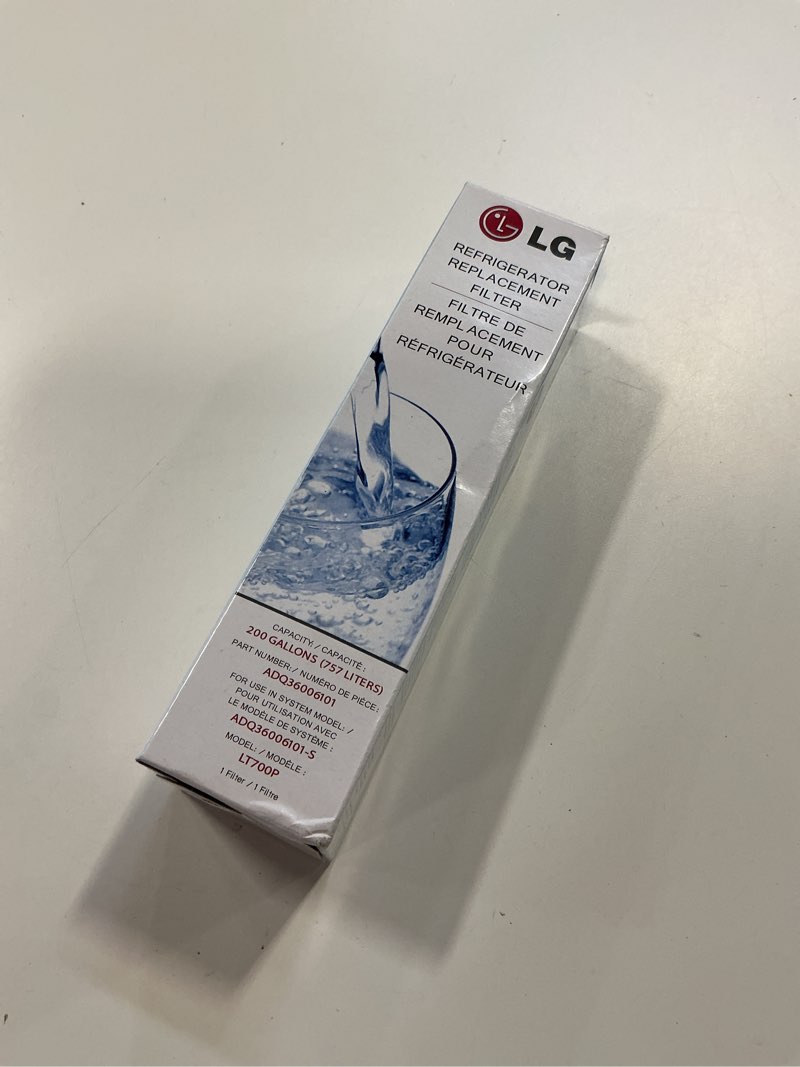 LG
REFRIGERATOR
REPLACEMENT
FILTER
FILTRE DE
REMPLACEMENT
POUR
RÉFRIGÉRATEUR
CAPACITY: / CAPACITÉ :
200 GALLONS (757 LITERS)
PART NUMBER: / NUMÉRO DE PIÈCE :
ADQ36006101
FOR USE IN SYSTEM MODEL: /
POUR UTILISATION AVEC
LE MODÈLE DE SYSTÈME :
ADQ36006101-S
MODEL: / MODÈLE :
LT700P
1 Filter / 1 Filtre